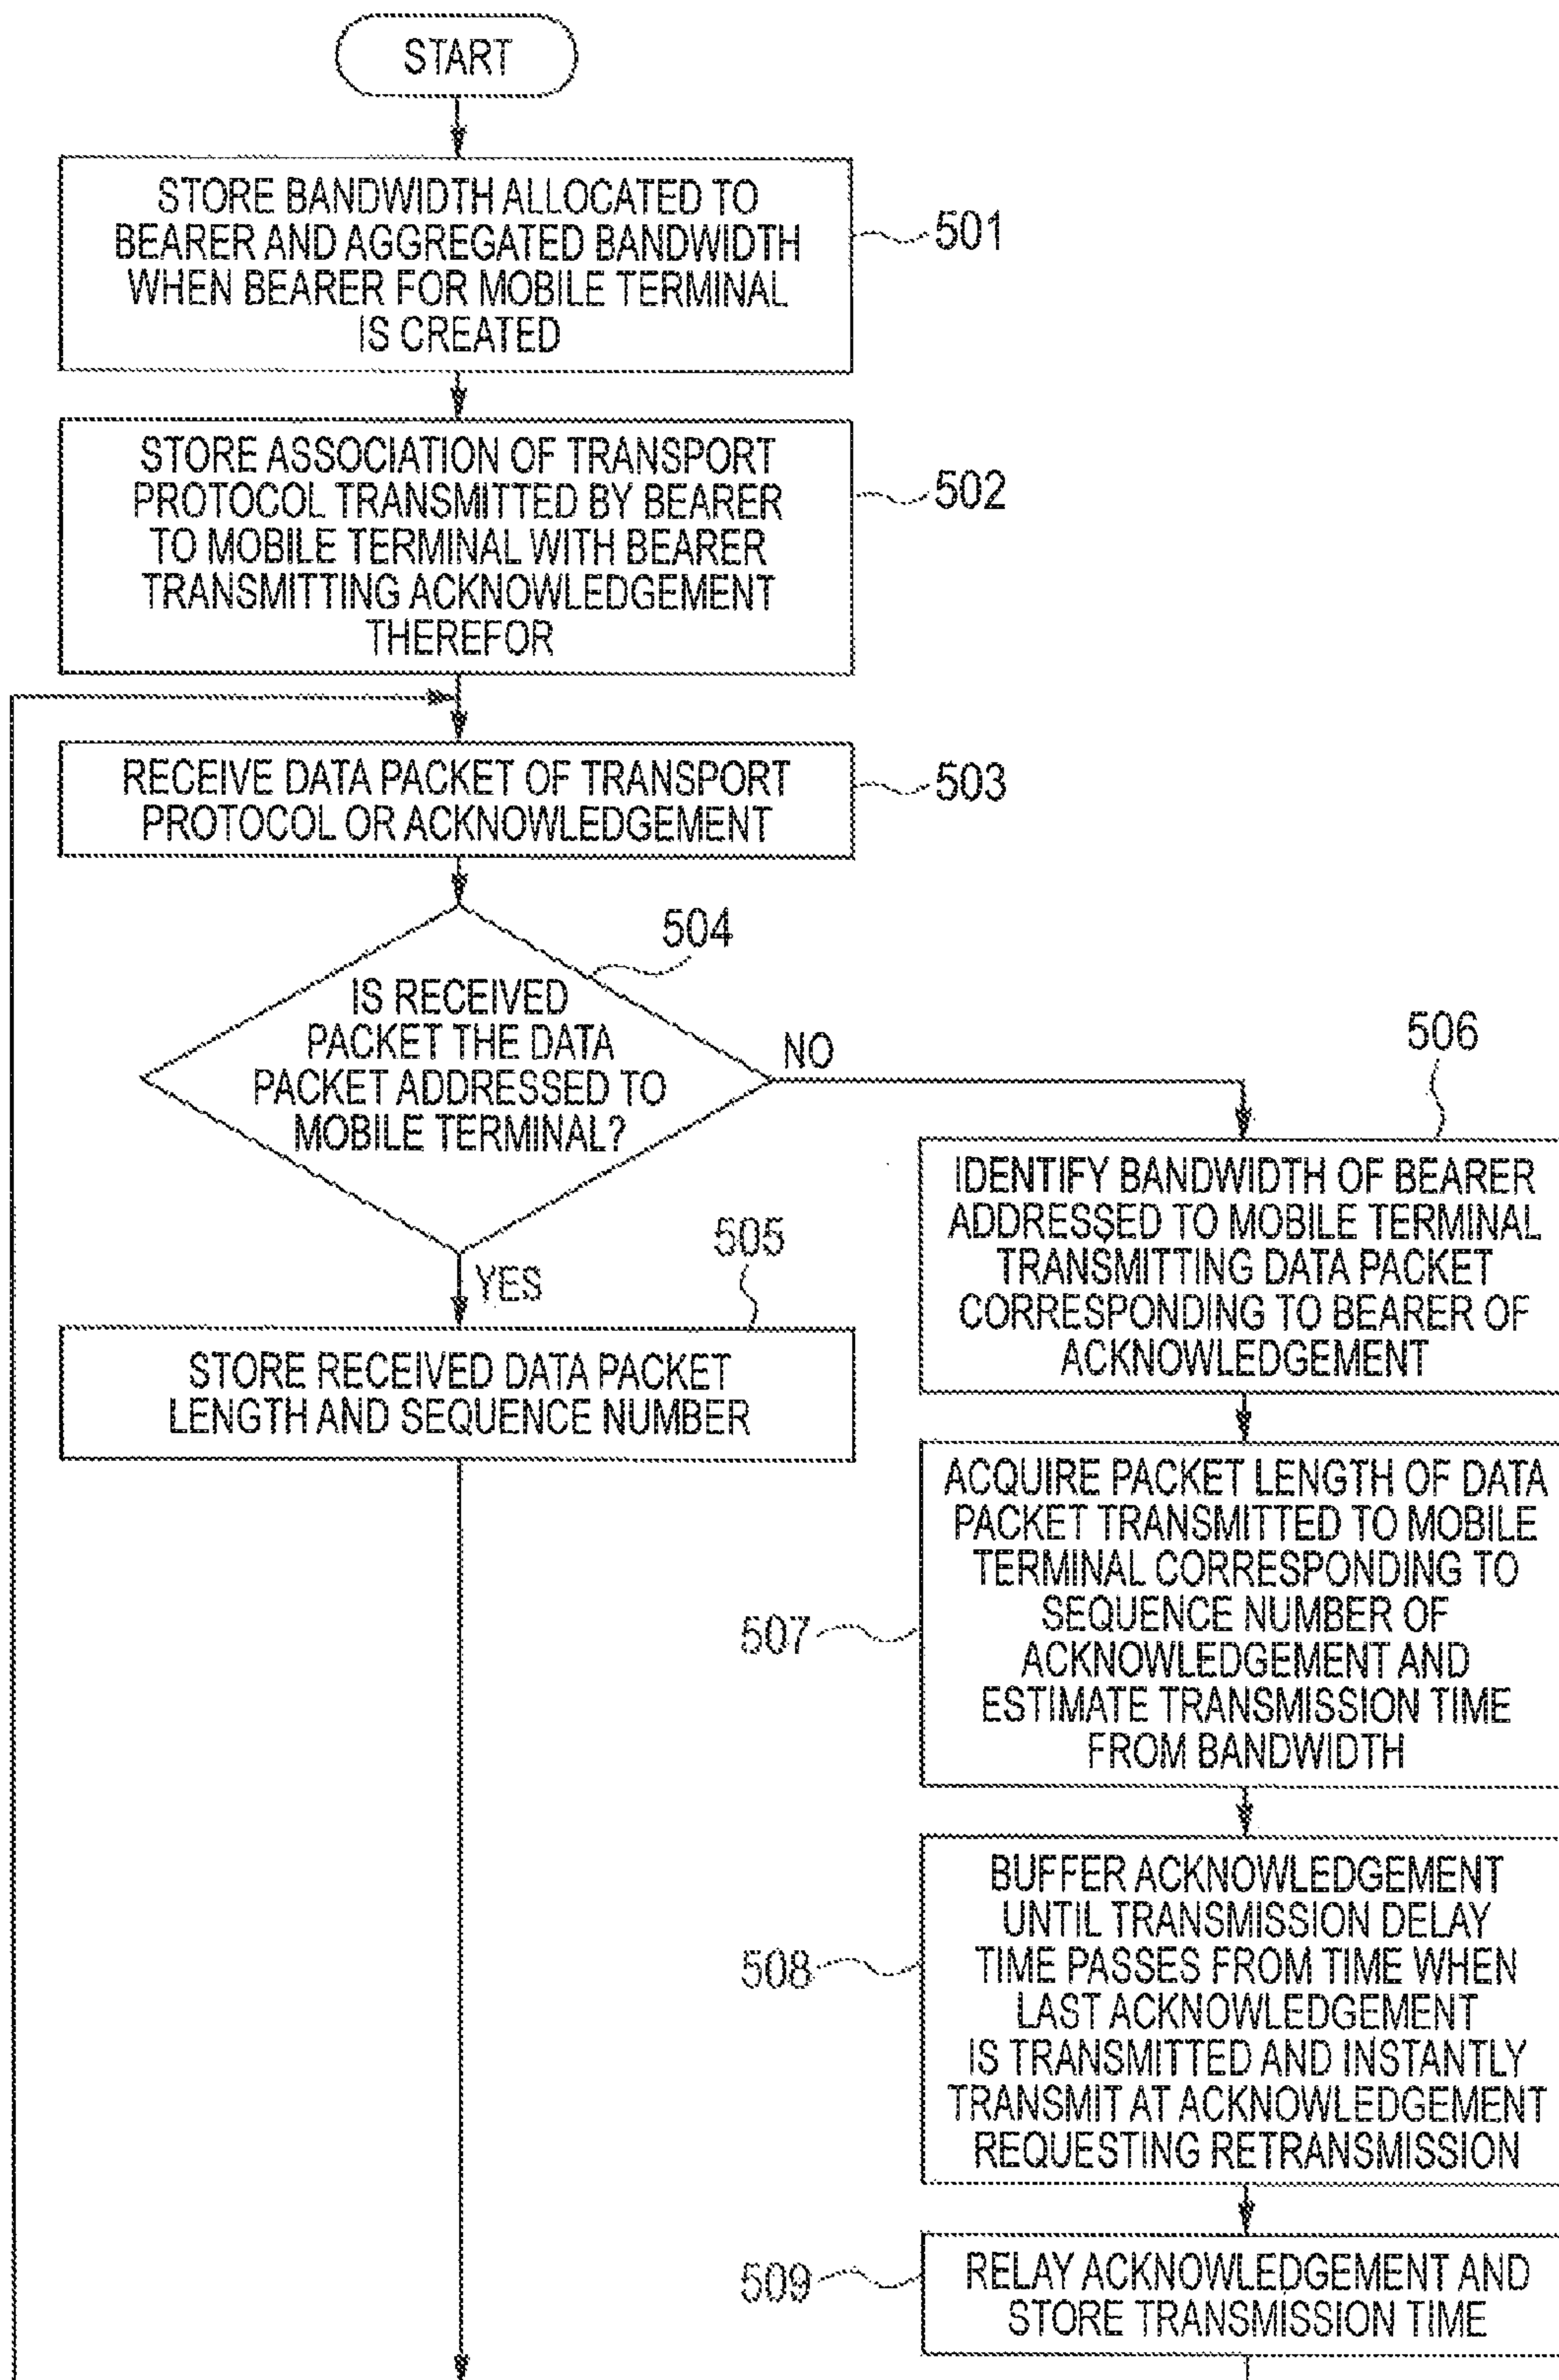 START
STORE BANDWIDTH ALLOCATED TO
BEARER AND AGGREGATED BANDWIDTH
WHEN BEARER FOR MOBILE TERMINAL
IS CREATED
501
STORE ASSOCIATION OF TRANSPORT
PROTOCOL TRANSMITTED BY BEARER
TO MOBILE TERMINAL WITH BEARER
TRANSMITTING ACKNOWLEDGEMENT
THEREFOR
502
RECEIVE DATA PACKET OF TRANSPORT
PROTOCOL OR ACKNOWLEDGEMENT
503
504
IS RECEIVED
PACKET THE DATA
PACKET ADDRESSED TO
MOBILE TERMINAL?
NO
YES
505
STORE RECEIVED DATA PACKET
LENGTH AND SEQUENCE NUMBER
506
IDENTIFY BANDWIDTH OF BEARER
ADDRESSED TO MOBILE TERMINAL
TRANSMITTING DATA PACKET
CORRESPONDING TO BEARER OF
ACKNOWLEDGEMENT
507
ACQUIRE PACKET LENGTH OF DATA
PACKET TRANSMITTED TO MOBILE
TERMINAL CORRESPONDING TO
SEQUENCE NUMBER OF
ACKNOWLEDGEMENT AND
ESTIMATE TRANSMISSION TIME
FROM BANDWIDTH
508
BUFFER ACKNOWLEDGEMENT
UNTIL TRANSMISSION DELAY
TIME PASSES FROM TIME WHEN
LAST ACKNOWLEDGEMENT
IS TRANSMITTED AND INSTANTLY
TRANSMIT AT ACKNOWLEDGEMENT
REQUESTING RETRANSMISSION
509
RELAY ACKNOWLEDGEMENT AND
STORE TRANSMISSION TIME